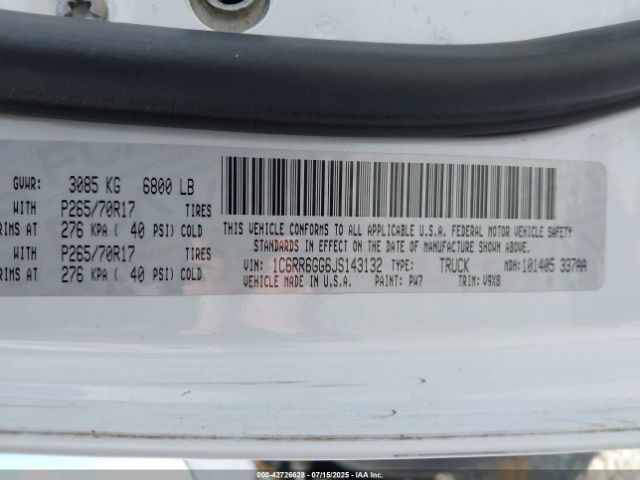 GVWR: 3085 KG 6800 LB
WITH P265/70R17 TIRES
RIMS AT 276 KPA ( 40 PSI) COLD
WITH P265/70R17 TIRES
RIMS AT 276 KPA ( 40 PSI) COLD
THIS VEHICLE CONFORMS TO ALL APPLICABLE U.S.A. FEDERAL MOTOR VEHICLE SAFETY
STANDARDS IN EFFECT ON THE DATE OF MANUFACTURE SHOWN ABOVE.
VIN: 1C6RR6GG6JS143132 TYPE: TRUCK MDH:101405 337AA
VEHICLE MADE IN U.S.A. PAINT: PW7 TRIM: V9X8
000-42726628 - 07/15/2025 - © IAA Holdings, LLC